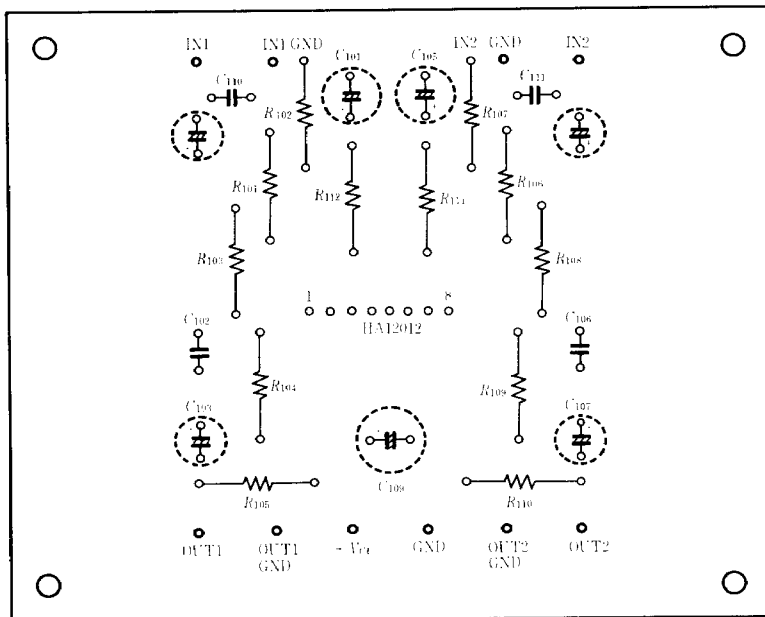 IN1
IN1 GND
C101
C105
IN2
GND
IN2
C110
C111
R102
R107
R101
R112
R111
R106
R103
R108
1
8
HA12012
C102
C106
R104
R109
C103
C107
C109
R105
R110
OUT1
OUT1
GND
GND
OUT2
GND
OUT2